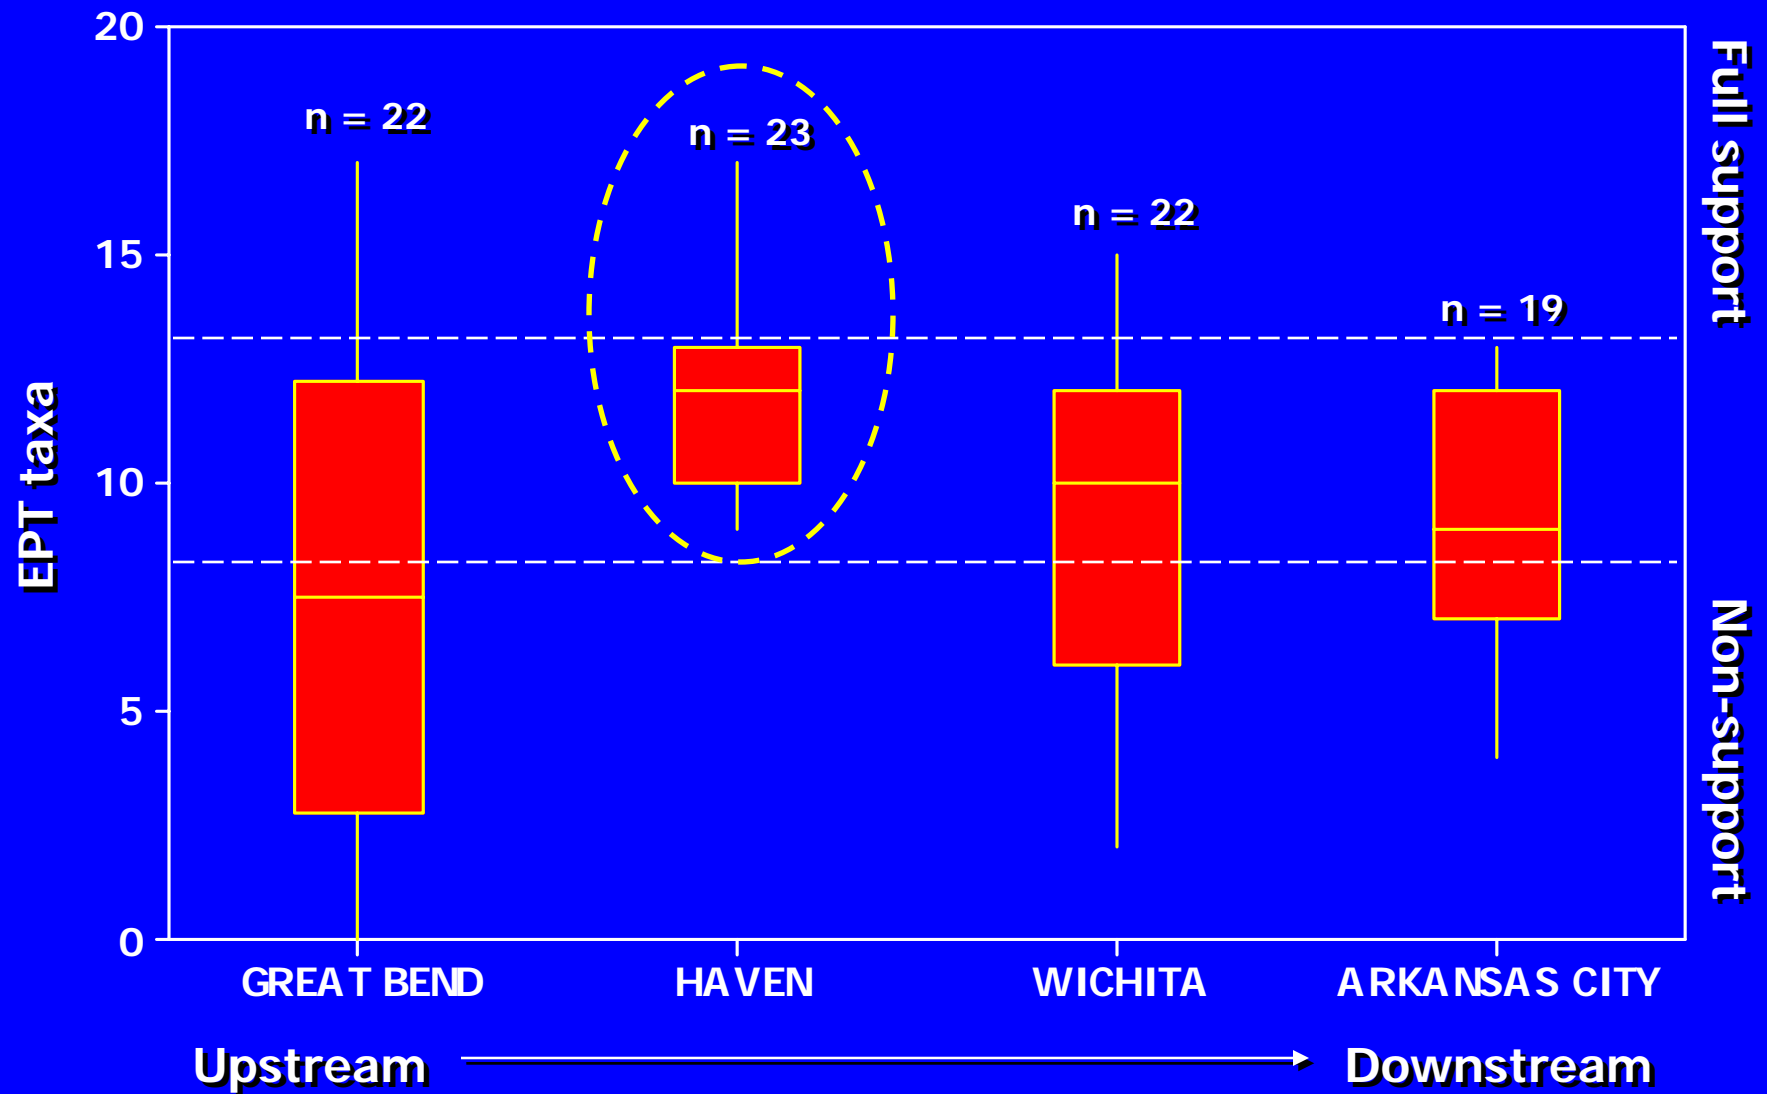 20
15
10
5
0
EPT taxa
n = 22
n = 23
n = 22
n = 19
Full support
Non-support
GREAT BEND
HAVEN
WICHITA
ARKANSAS CITY
Upstream
Downstream